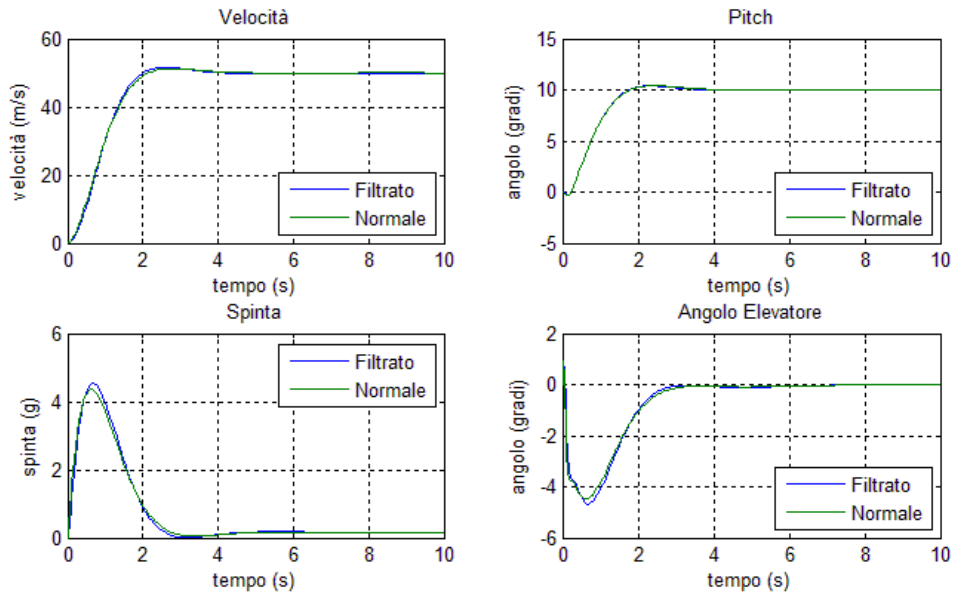 Velocità
60
40
20
0
velocità (m/s)
0 2 4 6 8 10
tempo (s)
Filtrato
Normale
Pitch
15
10
5
0
-5
angolo (gradi)
0 2 4 6 8 10
tempo (s)
Filtrato
Normale
Spinta
6
4
2
0
spinta (g)
0 2 4 6 8 10
tempo (s)
Filtrato
Normale
Angolo Elevatore
2
0
-2
-4
-6
angolo (gradi)
0 2 4 6 8 10
tempo (s)
Filtrato
Normale